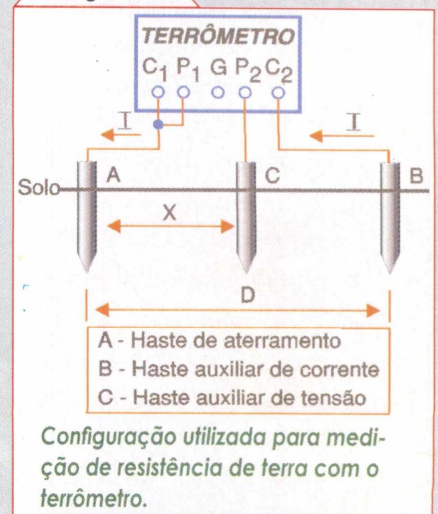 TERRÔMETRO
C1 P1 G P2 C2
I I
Solo A C B
X
D
A - Haste de aterramento
B - Haste auxiliar de corrente
C - Haste auxiliar de tensão
Configuração utilizada para medi-
ção de resistência de terra com o
terrômetro.